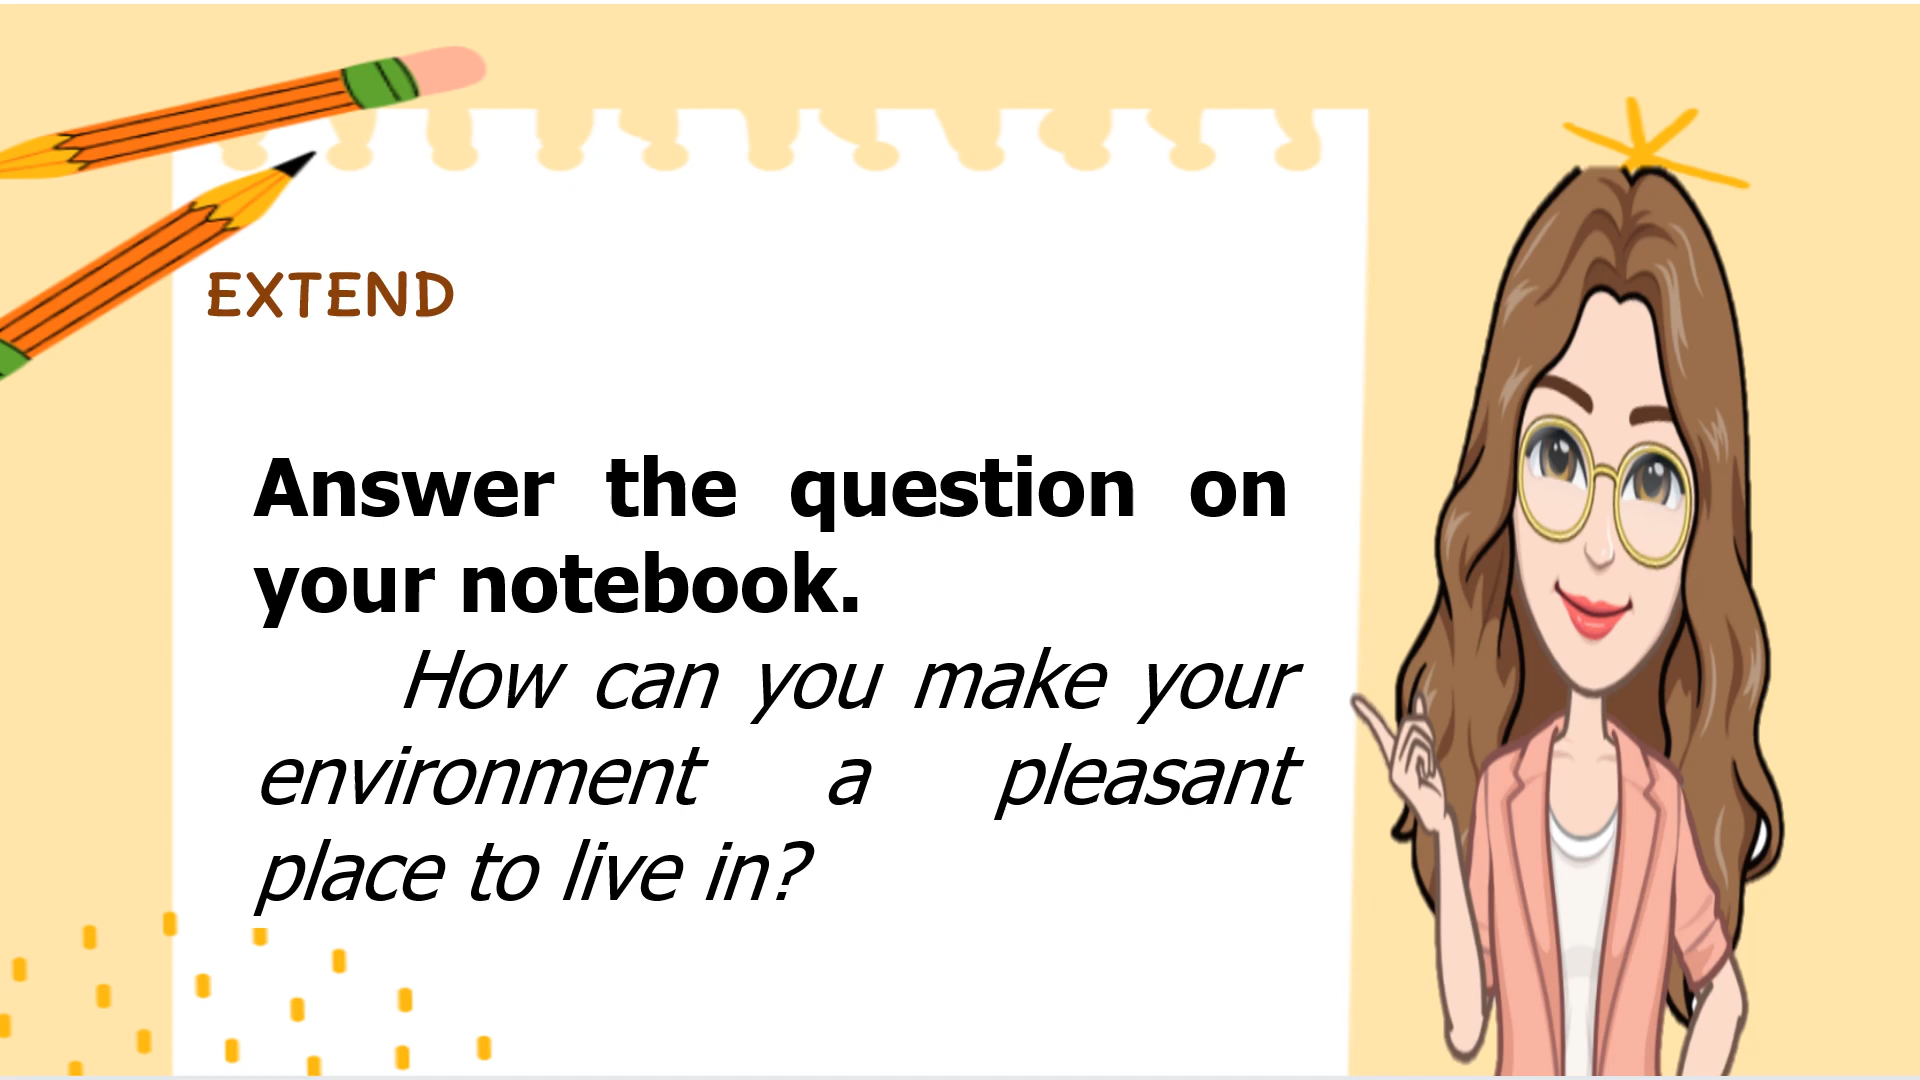 EXTEND
Answer the question on
your notebook.
How can you make your
environment a pleasant
place to live in?